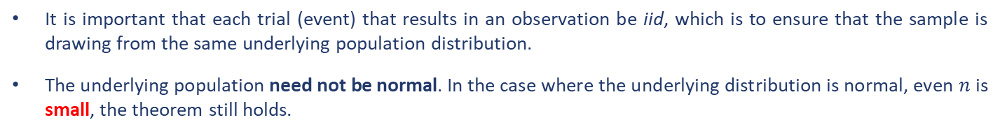 • It is important that each trial (event) that results in an observation be iid, which is to ensure that the sample is
drawing from the same underlying population distribution.
• The underlying population need not be normal. In the case where the underlying distribution is normal, even n is
small, the theorem still holds.